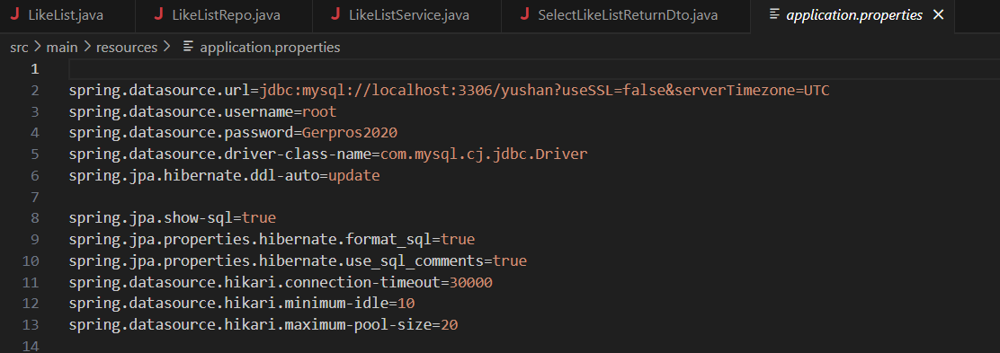 LikeList.java LikeListRepo.java LikeListService.java SelectLikeListReturnDto.java application.properties
src > main > resources > application.properties
1
2 spring.datasource.url=jdbc:mysql://localhost:3306/yushan?useSSL=false&serverTimezone=UTC
3 spring.datasource.username=root
4 spring.datasource.password=Gerpros2020
5 spring.datasource.driver-class-name=com.mysql.cj.jdbc.Driver
6 spring.jpa.hibernate.ddl-auto=update
7
8 spring.jpa.show-sql=true
9 spring.jpa.properties.hibernate.format_sql=true
10 spring.jpa.properties.hibernate.use_sql_comments=true
11 spring.datasource.hikari.connection-timeout=30000
12 spring.datasource.hikari.minimum-idle=10
13 spring.datasource.hikari.maximum-pool-size=20
14